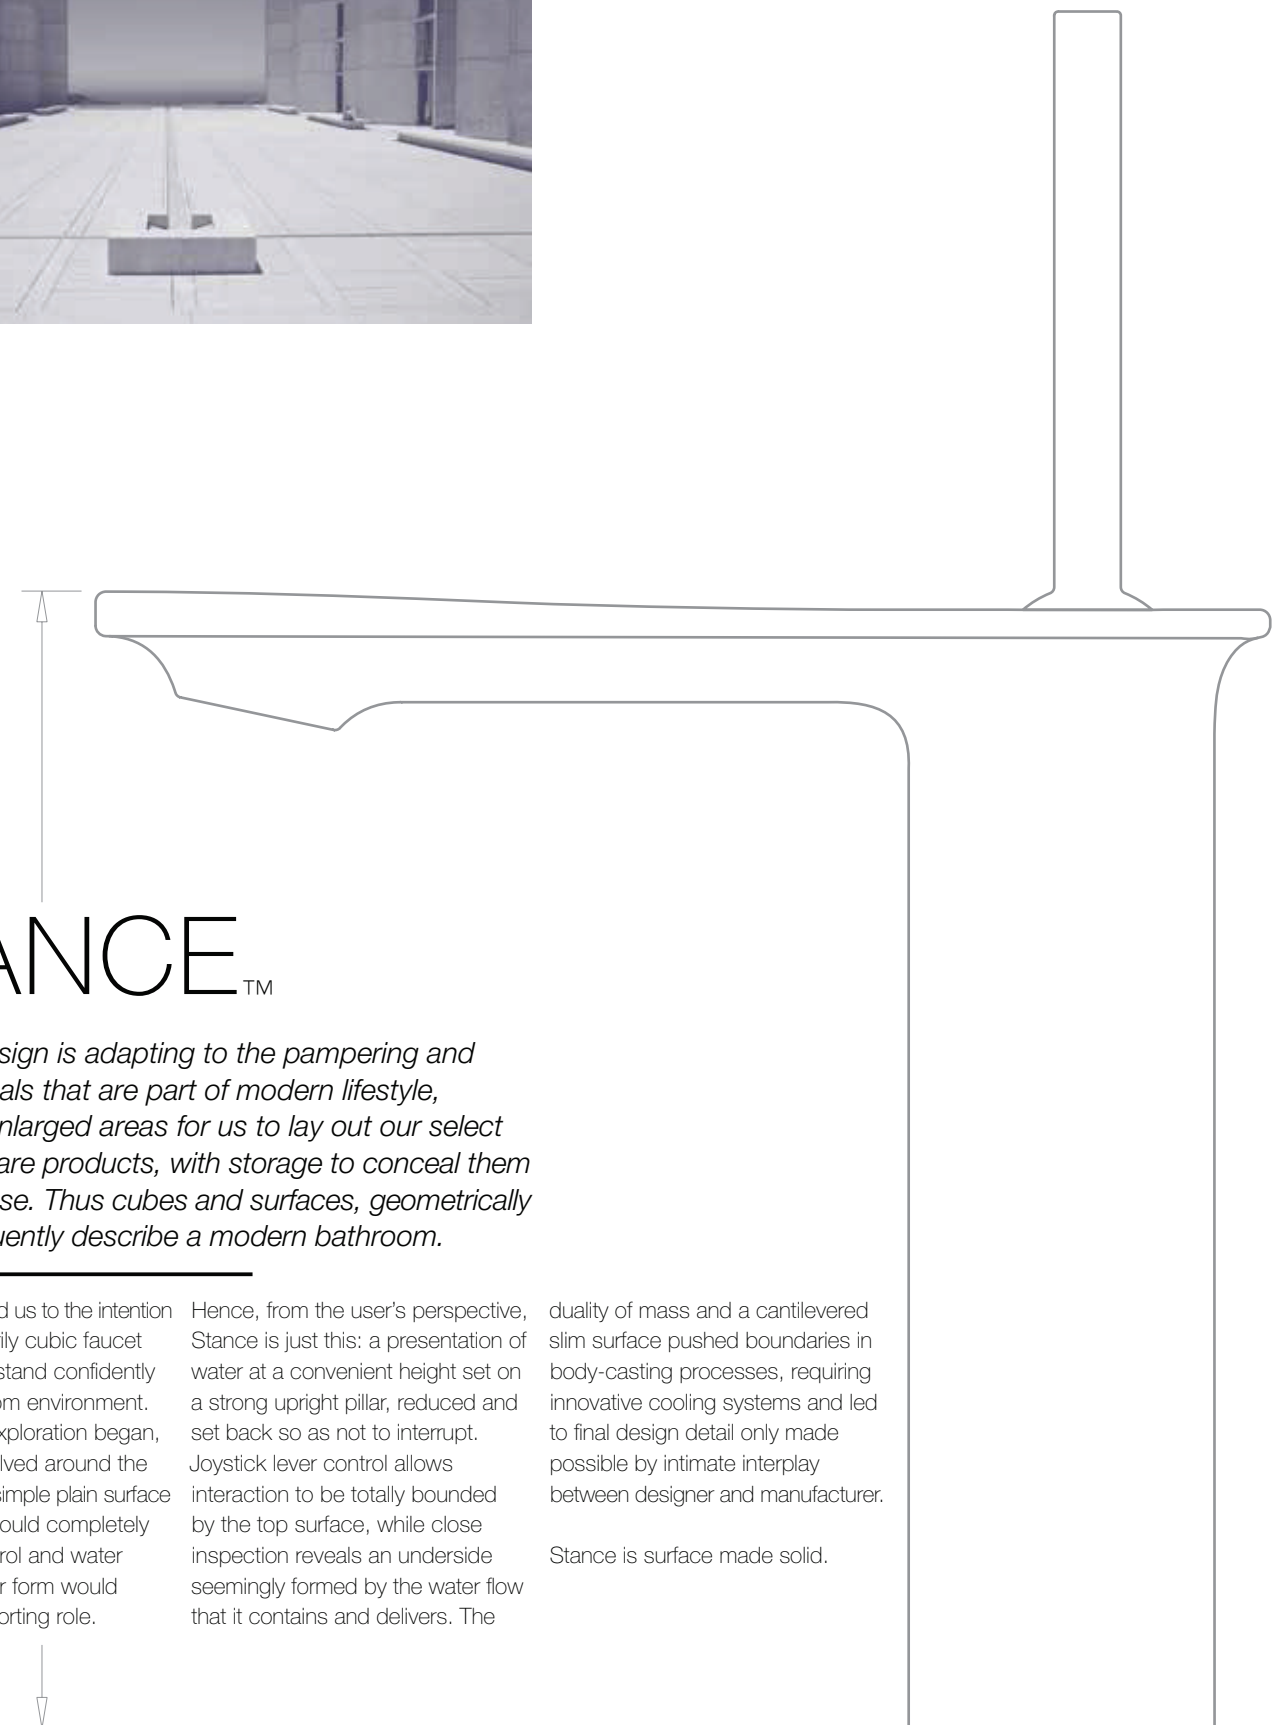 ANCE™
sign is adapting to the pampering and
als that are part of modern lifestyle,
nlarged areas for us to lay out our select
are products, with storage to conceal them
se. Thus cubes and surfaces, geometrically
uently describe a modern bathroom.
d us to the intention
ily cubic faucet
stand confidently
om environment.
xploration began,
lved around the
simple plain surface
ould completely
rol and water
r form would
orting role.
Hence, from the user's perspective,
Stance is just this: a presentation of
water at a convenient height set on
a strong upright pillar, reduced and
set back so as not to interrupt.
Joystick lever control allows
interaction to be totally bounded
by the top surface, while close
inspection reveals an underside
seemingly formed by the water flow
that it contains and delivers. The
duality of mass and a cantilevered
slim surface pushed boundaries in
body-casting processes, requiring
innovative cooling systems and led
to final design detail only made
possible by intimate interplay
between designer and manufacturer.
Stance is surface made solid.